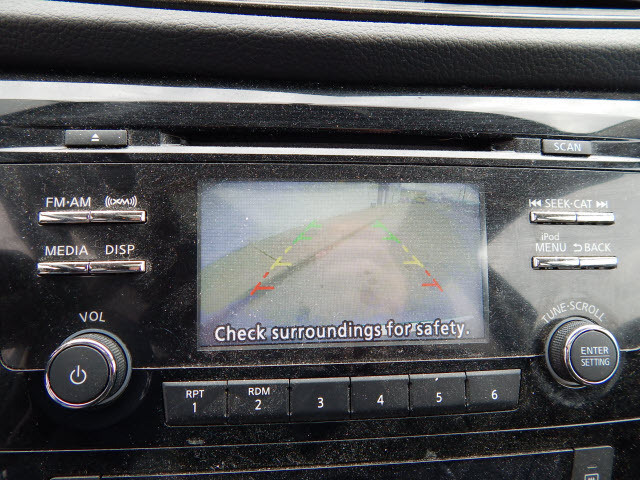 SCAN
FM·AM ((XM))
SEEK·CAT
MEDIA DISP
iPod
MENU BACK
Check surroundings for safety.
VOL
TUNE·SCROLL
ENTER
SETTING
RPT RDM
1 2 3 4 5 6